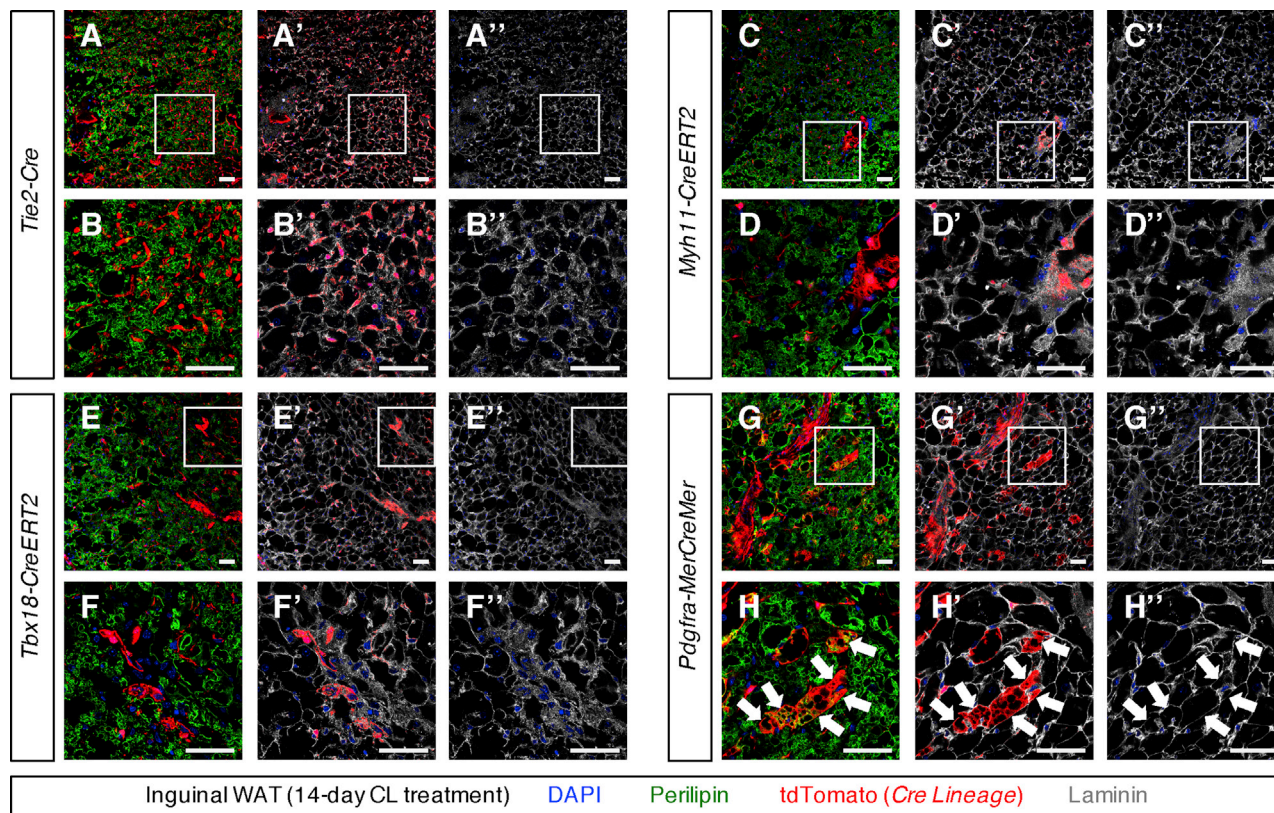 Tie2-Cre
A A' A''
B B' B''
Myh11-CreERT2
C C' C''
D D' D''
Tbx18-CreERT2
E E' E''
F F' F''
Pdgfra-MerCreMer
G G' G''
H H' H''
Inguinal WAT (14-day CL treatment) DAPI Perilipin tdTomato (Cre Lineage) Laminin